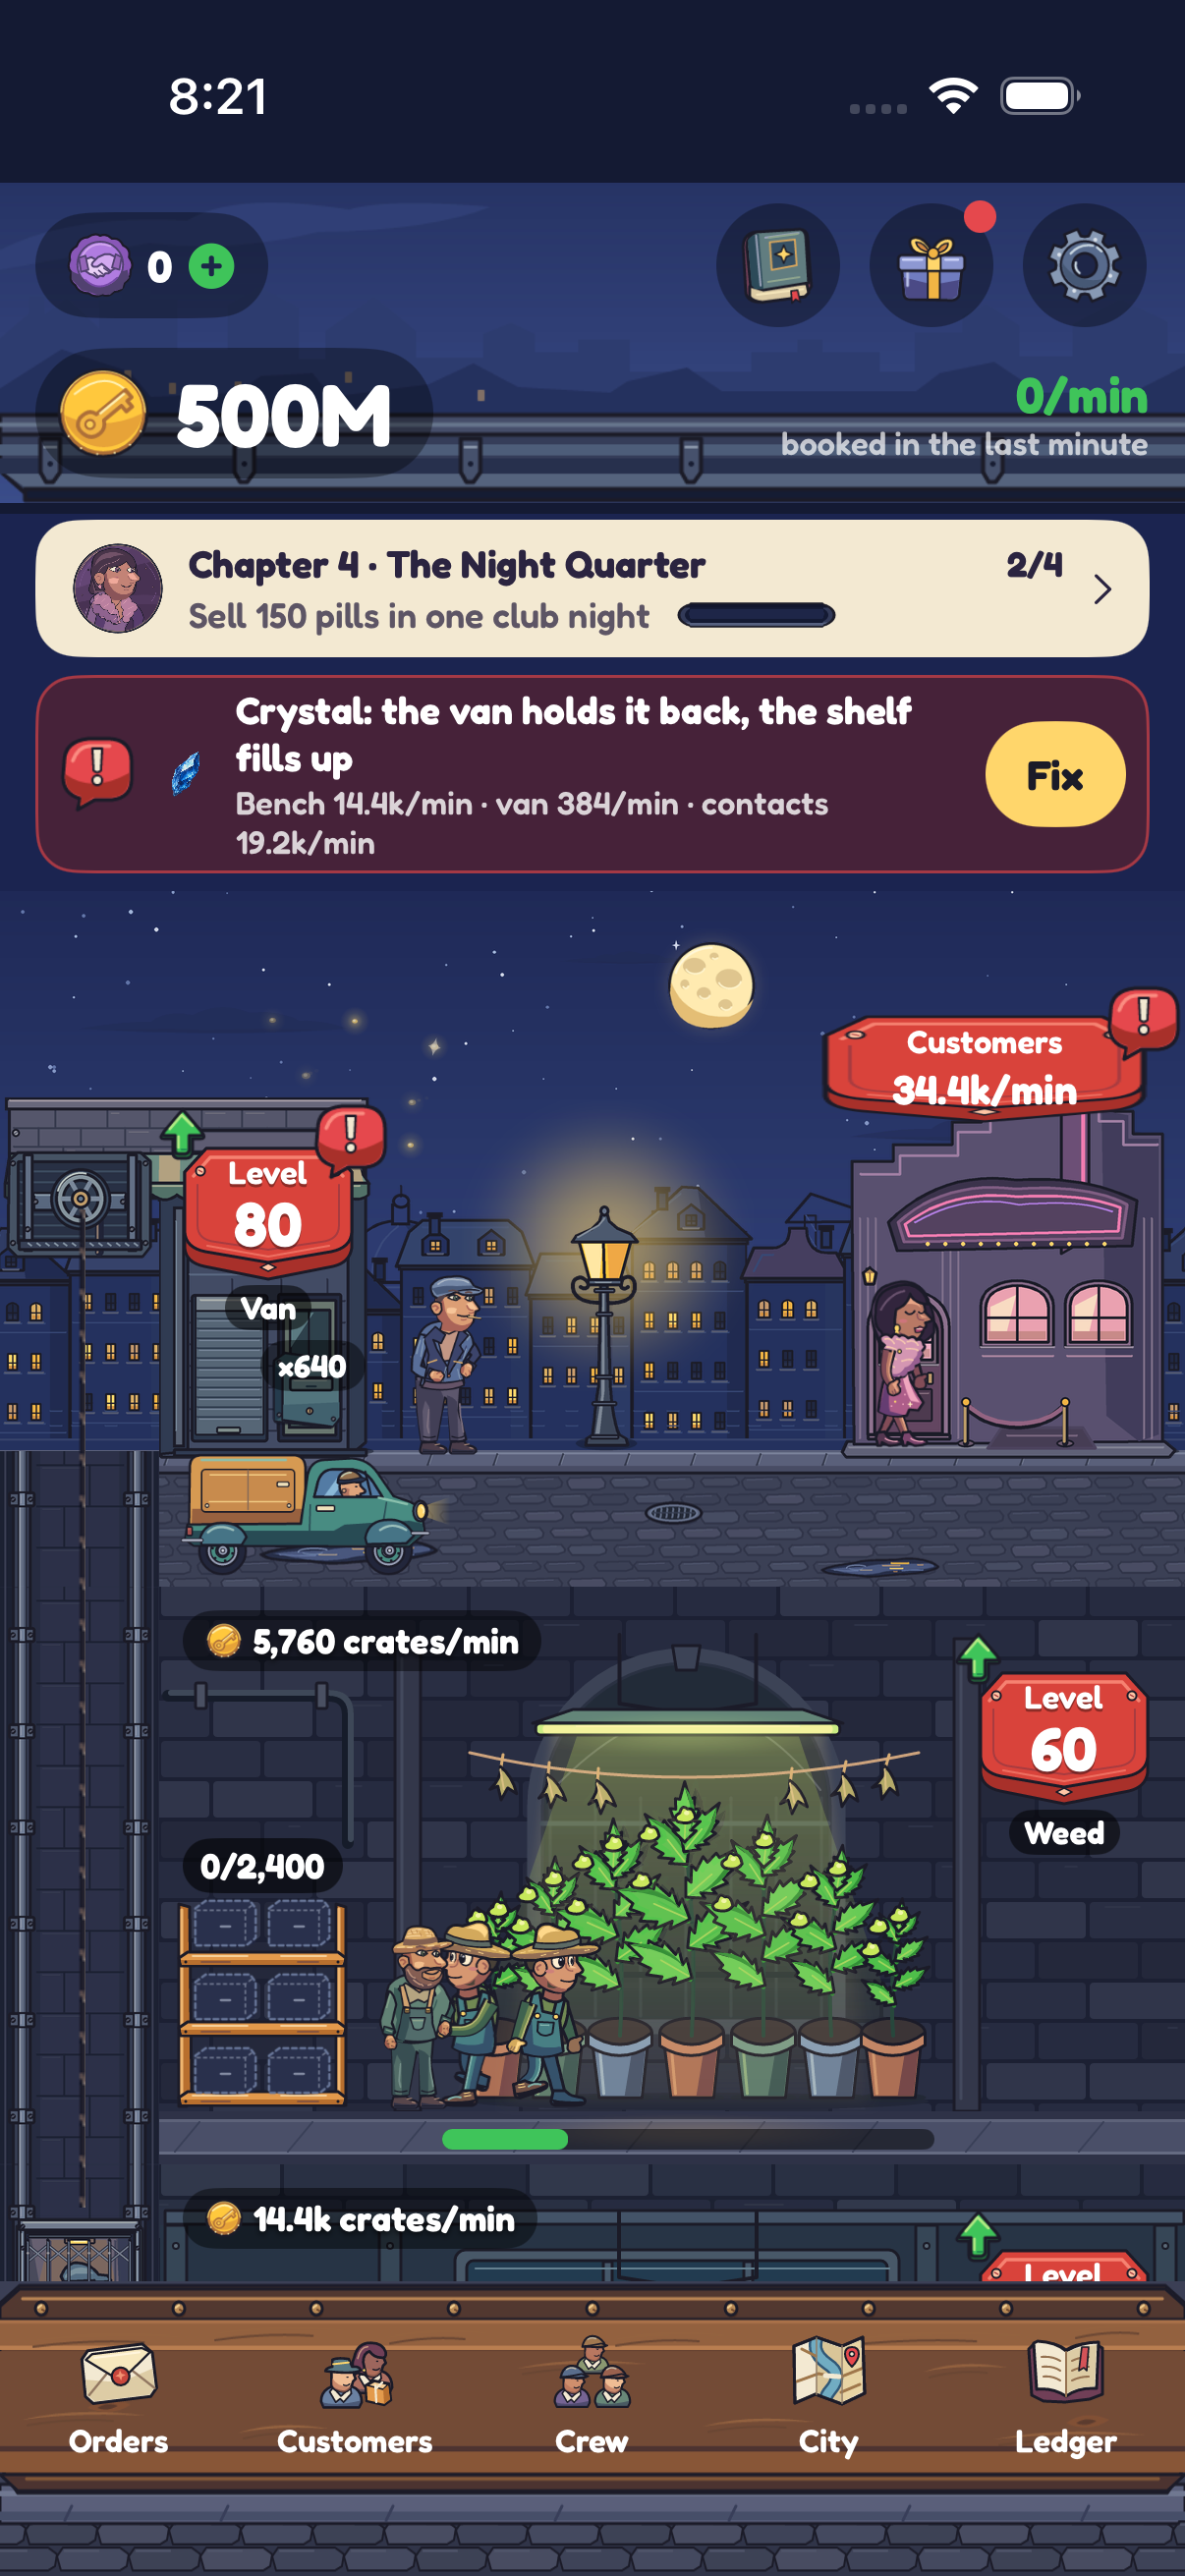 8:21
0
500M
0/min
booked in the last minute
Chapter 4 · The Night Quarter
2/4
Sell 150 pills in one club night
Crystal: the van holds it back, the shelf
fills up
Bench 14.4k/min · van 384/min · contacts
19.2k/min
Fix
Customers
34.4k/min
Level
80
Van
×640
5,760 crates/min
Level
60
Weed
0/2,400
14.4k crates/min
Level
Orders
Customers
Crew
City
Ledger